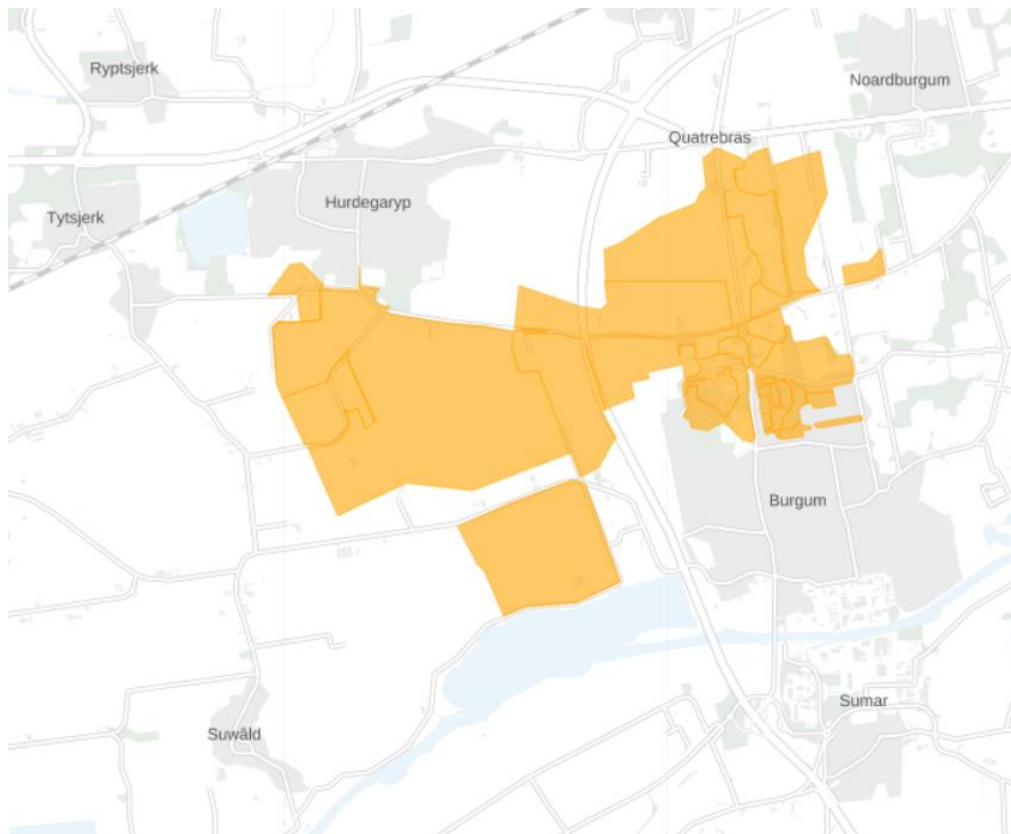 Ryptsjerk
Noardburgum
Quatrebras
Hurdegaryp
Tytsjerk
Burgum
Sumar
Suwâld